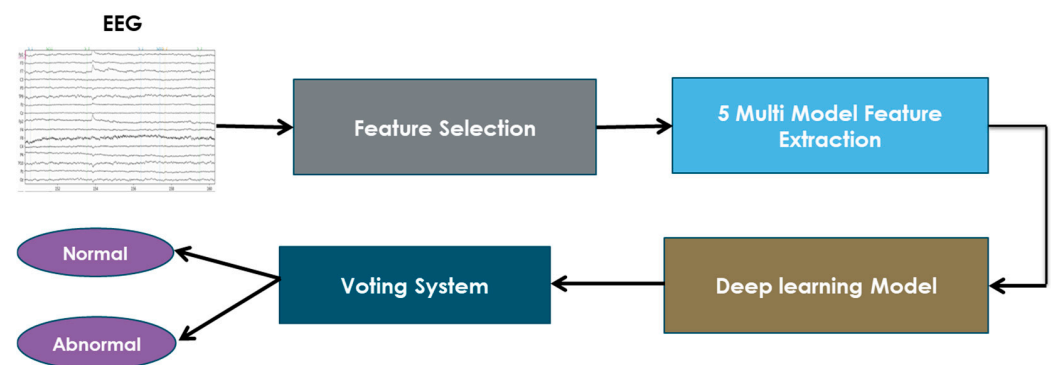 EEG
Feature Selection
5 Multi Model Feature
Extraction
Normal
Voting System
Deep learning Model
Abnormal